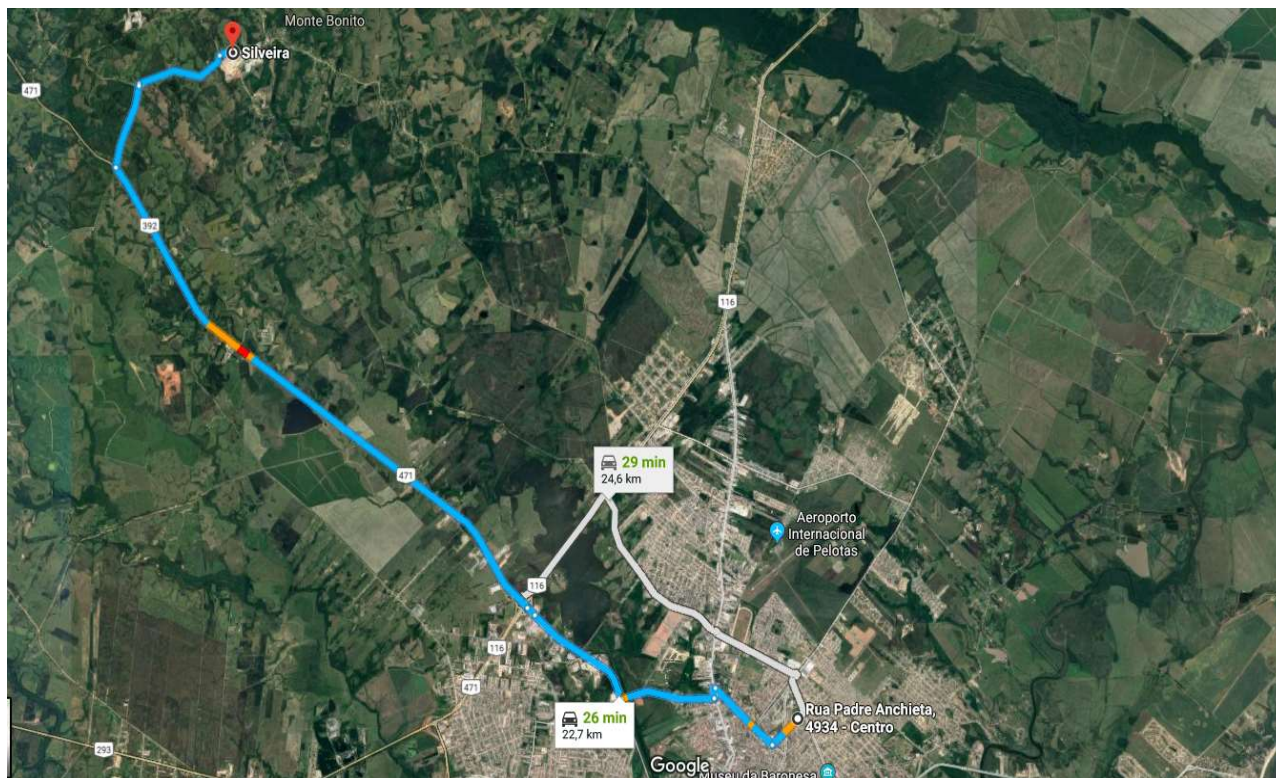 Monte Bonito
Silveira
471
392
116
29 min
24,6 km
471
Aeroporto
Internacional
de Pelotas
116
116
471
Rua Padre Anchieta,
4934 - Centro
26 min
22,7 km
293
Google
Museu da Baronesa